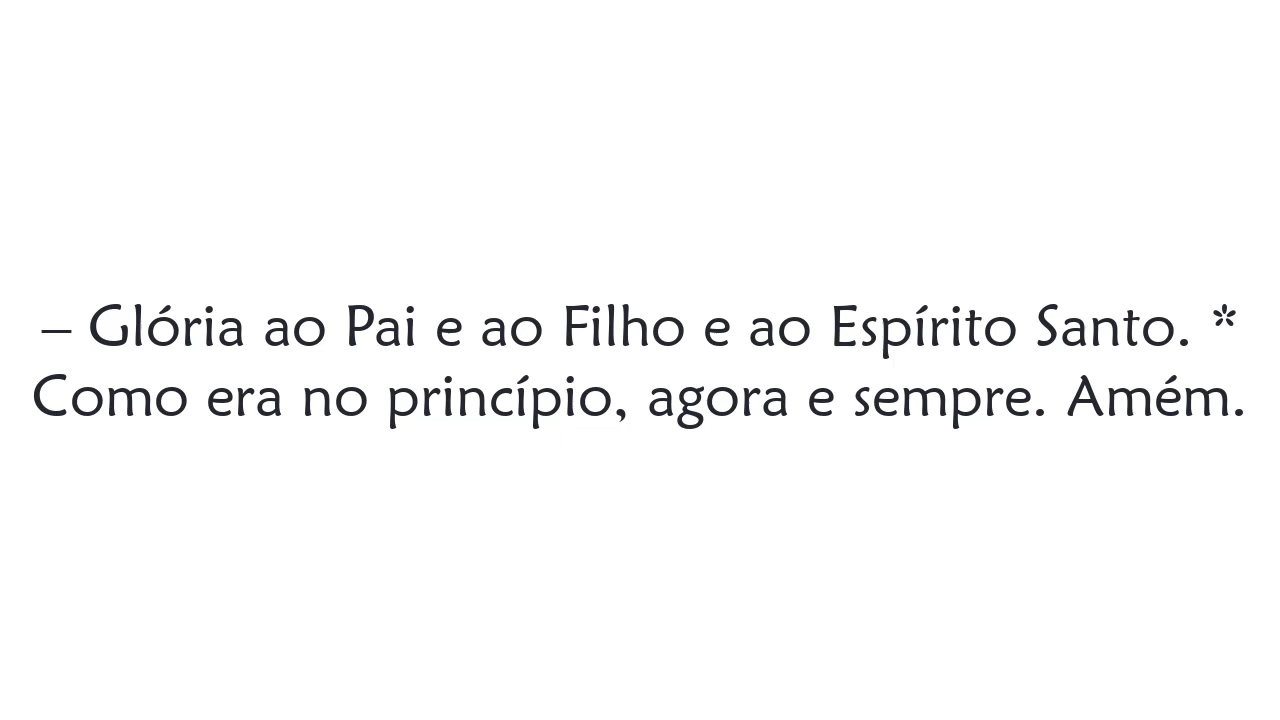 – Glória ao Pai e ao Filho e ao Espírito Santo. *
Como era no princípio, agora e sempre. Amém.